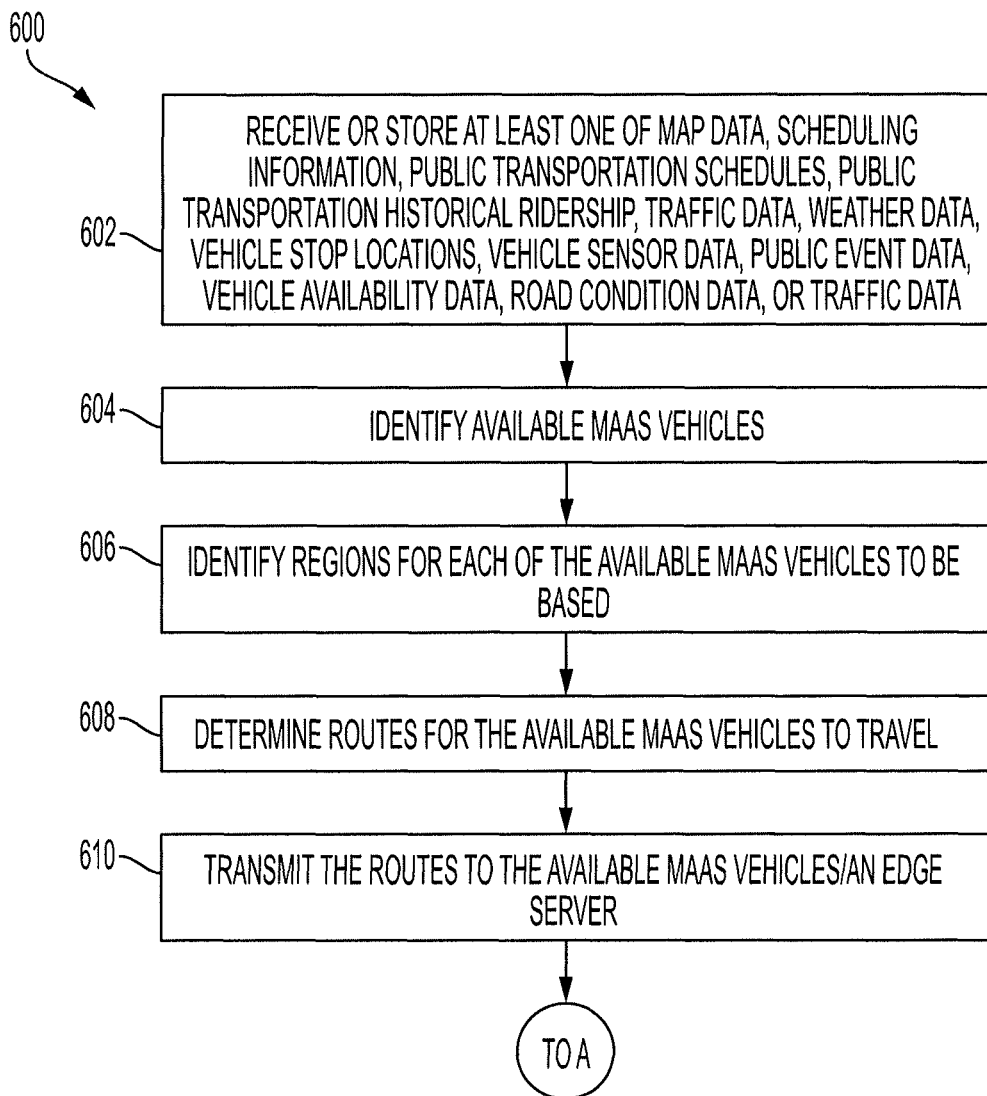 600
602
RECEIVE OR STORE AT LEAST ONE OF MAP DATA, SCHEDULING
INFORMATION, PUBLIC TRANSPORTATION SCHEDULES, PUBLIC
TRANSPORTATION HISTORICAL RIDERSHIP, TRAFFIC DATA, WEATHER DATA,
VEHICLE STOP LOCATIONS, VEHICLE SENSOR DATA, PUBLIC EVENT DATA,
VEHICLE AVAILABILITY DATA, ROAD CONDITION DATA, OR TRAFFIC DATA
604
IDENTIFY AVAILABLE MAAS VEHICLES
606
IDENTIFY REGIONS FOR EACH OF THE AVAILABLE MAAS VEHICLES TO BE
BASED
608
DETERMINE ROUTES FOR THE AVAILABLE MAAS VEHICLES TO TRAVEL
610
TRANSMIT THE ROUTES TO THE AVAILABLE MAAS VEHICLES/AN EDGE
SERVER
TO A